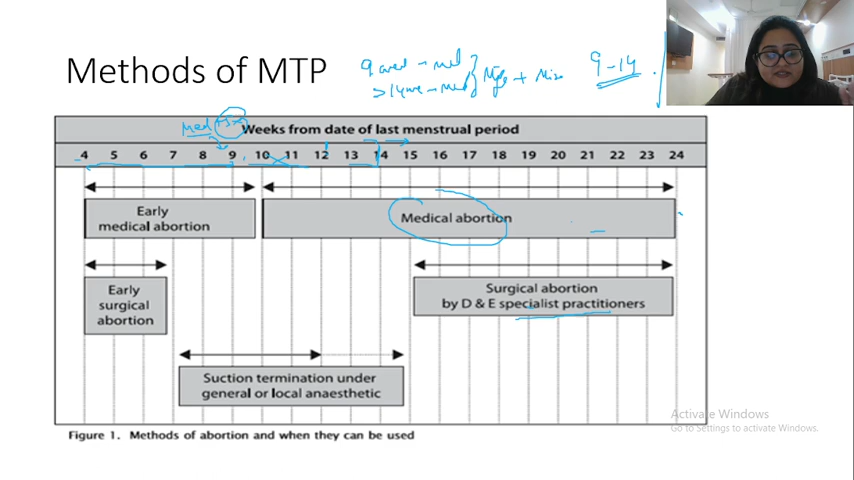 Methods of MTP
9
9-14
>14
Med
Weeks from date of last menstrual period
4 5 6 7 8 9 10 11 12 13 14 15 16 17 18 19 20 21 22 23 24
Early
medical abortion
Medical abortion
Early
surgical
abortion
Surgical abortion
by D & E specialist practitioners
Suction termination under
general or local anaesthetic
Figure 1. Methods of abortion and when they can be used
Activate Windows
Go to Settings to activate Windows.